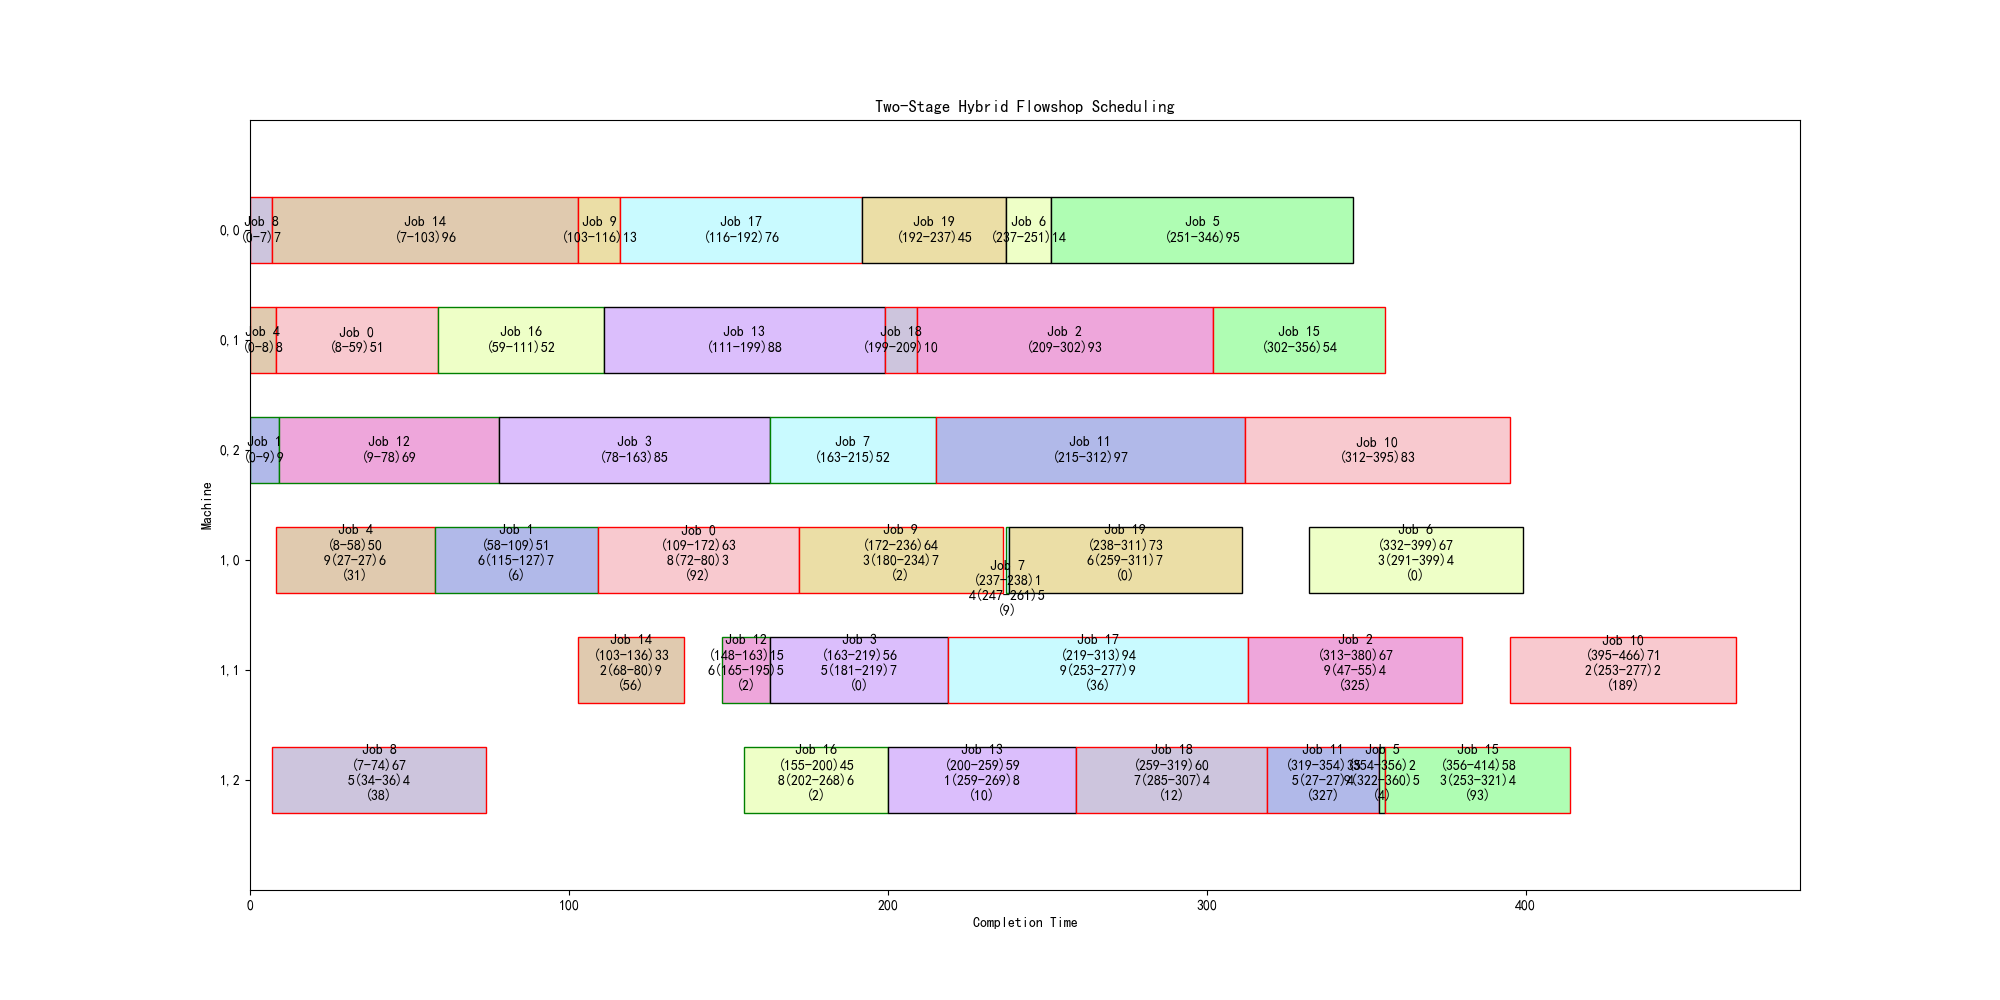 Two-Stage Hybrid Flowshop Scheduling
Machine
0,0
Job 8
(0-7)7
Job 14
(7-103)96
Job 9
(103-116)13
Job 17
(116-192)76
Job 19
(192-237)45
Job 6
(237-251)14
Job 5
(251-346)95
0,1
Job 4
(0-8)8
Job 0
(8-59)51
Job 16
(59-111)52
Job 13
(111-199)88
Job 18
(199-209)10
Job 2
(209-302)93
Job 15
(302-356)54
0,2
Job 1
(0-9)9
Job 12
(9-78)69
Job 3
(78-163)85
Job 7
(163-215)52
Job 11
(215-312)97
Job 10
(312-395)83
1,0
Job 4
(8-58)50
9(27-27)6
(31)
Job 1
(58-109)51
6(115-127)7
(6)
Job 0
(109-172)63
8(72-80)3
(92)
Job 9
(172-236)64
3(180-234)7
(2)
Job 7
(237-238)1
4(247-261)5
(9)
Job 19
(238-311)73
6(259-311)7
(0)
Job 6
(332-399)67
3(291-399)4
(0)
1,1
Job 14
(103-136)33
2(68-80)9
(56)
Job 12
(148-163)15
6(165-195)5
(2)
Job 3
(163-219)56
5(181-219)7
(0)
Job 17
(219-313)94
9(253-277)9
(36)
Job 2
(313-380)67
9(47-55)4
(325)
Job 10
(395-466)71
2(253-277)2
(189)
1,2
Job 8
(7-74)67
5(34-36)4
(38)
Job 16
(155-200)45
8(202-268)6
(2)
Job 13
(200-259)59
1(259-269)8
(10)
Job 18
(259-319)60
7(285-307)4
(12)
Job 11
(319-354)35
5(27-27)4
(327)
Job 5
(354-356)2
9(322-360)5
(4)
Job 15
(356-414)58
3(253-321)4
(93)
0
100
200
300
400
Completion Time